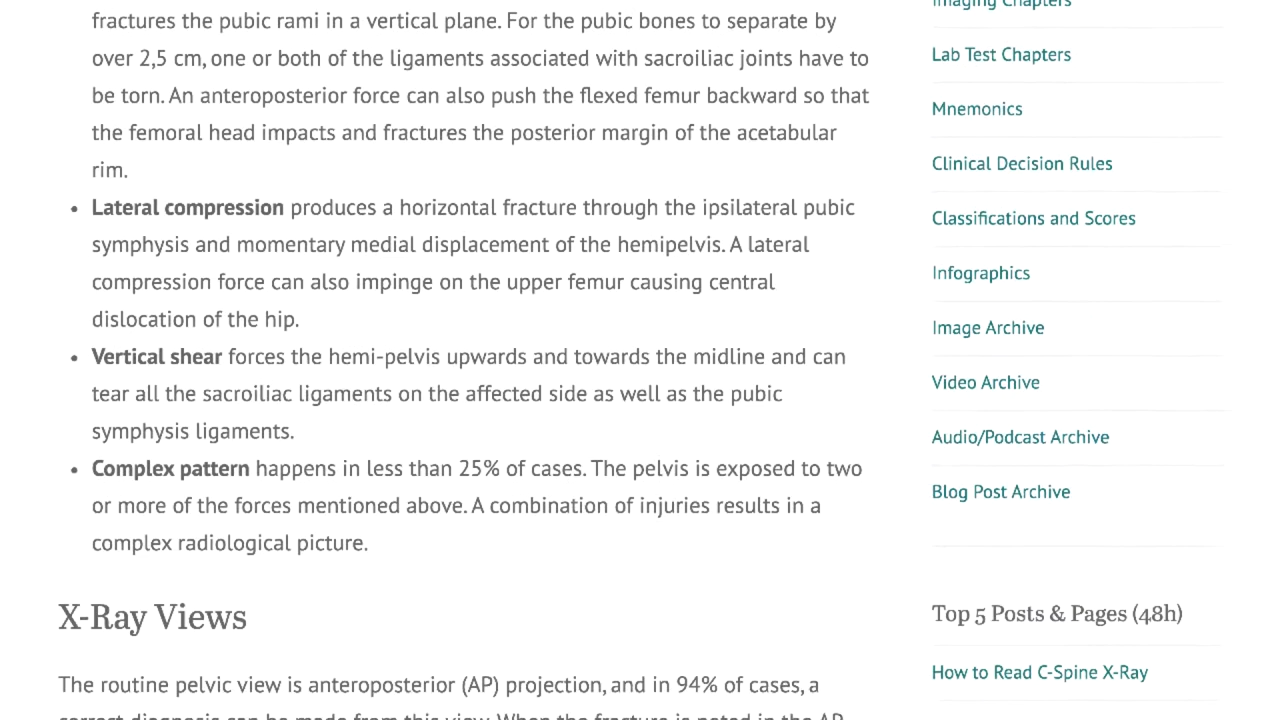 fractures the pubic rami in a vertical plane. For the pubic bones to separate by
over 2,5 cm, one or both of the ligaments associated with sacroiliac joints have to
be torn. An anteroposterior force can also push the flexed femur backward so that
the femoral head impacts and fractures the posterior margin of the acetabular
rim.
• Lateral compression produces a horizontal fracture through the ipsilateral pubic
symphysis and momentary medial displacement of the hemipelvis. A lateral
compression force can also impinge on the upper femur causing central
dislocation of the hip.
• Vertical shear forces the hemi-pelvis upwards and towards the midline and can
tear all the sacroiliac ligaments on the affected side as well as the pubic
symphysis ligaments.
• Complex pattern happens in less than 25% of cases. The pelvis is exposed to two
or more of the forces mentioned above. A combination of injuries results in a
complex radiological picture.
X-Ray Views
The routine pelvic view is anteroposterior (AP) projection, and in 94% of cases, a
correct diagnosis can be made from this view. When the fracture is noted in the AP
Imaging Chapters
Lab Test Chapters
Mnemonics
Clinical Decision Rules
Classifications and Scores
Infographics
Image Archive
Video Archive
Audio/Podcast Archive
Blog Post Archive
Top 5 Posts & Pages (48h)
How to Read C-Spine X-Ray